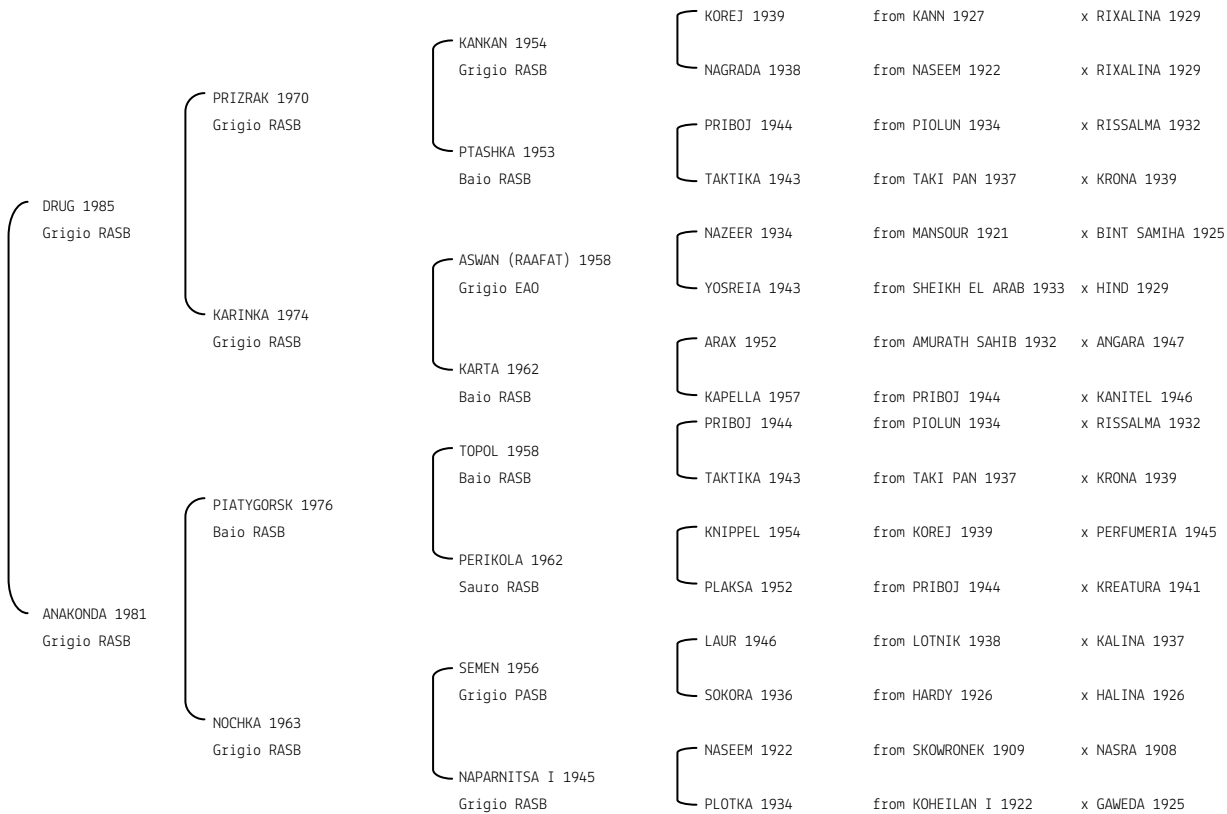 KOREJ 1939 from KANN 1927 x RIXALINA 1929
KANKAN 1954
Grigio RASB NAGRADA 1938 from NASEEM 1922 x RIXALINA 1929
PRIZRAK 1970
Grigio RASB PRIBOJ 1944 from PIOLUN 1934 x RISSALMA 1932
PTASHKA 1953
Baio RASB TAKTIKA 1943 from TAKI PAN 1937 x KRONA 1939
DRUG 1985
Grigio RASB NAZEER 1934 from MANSOUR 1921 x BINT SAMIHA 1925
ASWAN (RAAFAT) 1958
Grigio EAO YOSREIA 1943 from SHEIKH EL ARAB 1933 x HIND 1929
KARINKA 1974
Grigio RASB ARAX 1952 from AMURATH SAHIB 1932 x ANGARA 1947
KARTA 1962
Baio RASB KAPELLA 1957 from PRIBOJ 1944 x KANITEL 1946
PRIBOJ 1944 from PIOLUN 1934 x RISSALMA 1932
TOPOL 1958
Baio RASB TAKTIKA 1943 from TAKI PAN 1937 x KRONA 1939
PIATYGORSK 1976
Baio RASB KNIPPEL 1954 from KOREJ 1939 x PERFUMERIA 1945
PERIKOLA 1962
Sauro RASB PLAKSA 1952 from PRIBOJ 1944 x KREATURA 1941
ANAKONDA 1981
Grigio RASB LAUR 1946 from LOTNIK 1938 x KALINA 1937
SEMEN 1956
Grigio PASB SOKORA 1936 from HARDY 1926 x HALINA 1926
NOCHKA 1963
Grigio RASB NASEEM 1922 from SKOWRONEK 1909 x NASRA 1908
NAPARNITSA I 1945
Grigio RASB PLOTKA 1934 from KOHEILAN I 1922 x GAWEDA 1925